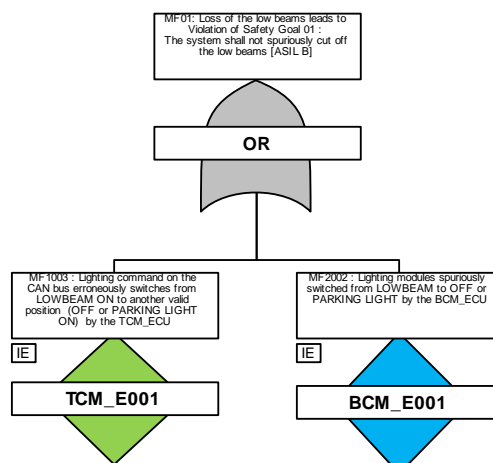 MF01: Loss of the low beams leads to
Violation of Safety Goal 01 :
The system shall not spuriously cut off
the low beams [ASIL B]
OR
MF1003 : Lighting command on the
CAN bus erroneously switches from
LOWBEAM ON to another valid
position (OFF or PARKING LIGHT
ON) by the TCM_ECU
IE
TCM_E001
MF2002 : Lighting modules spuriously
switched from LOWBEAM to OFF or
PARKING LIGHT by the BCM_ECU
IE
BCM_E001